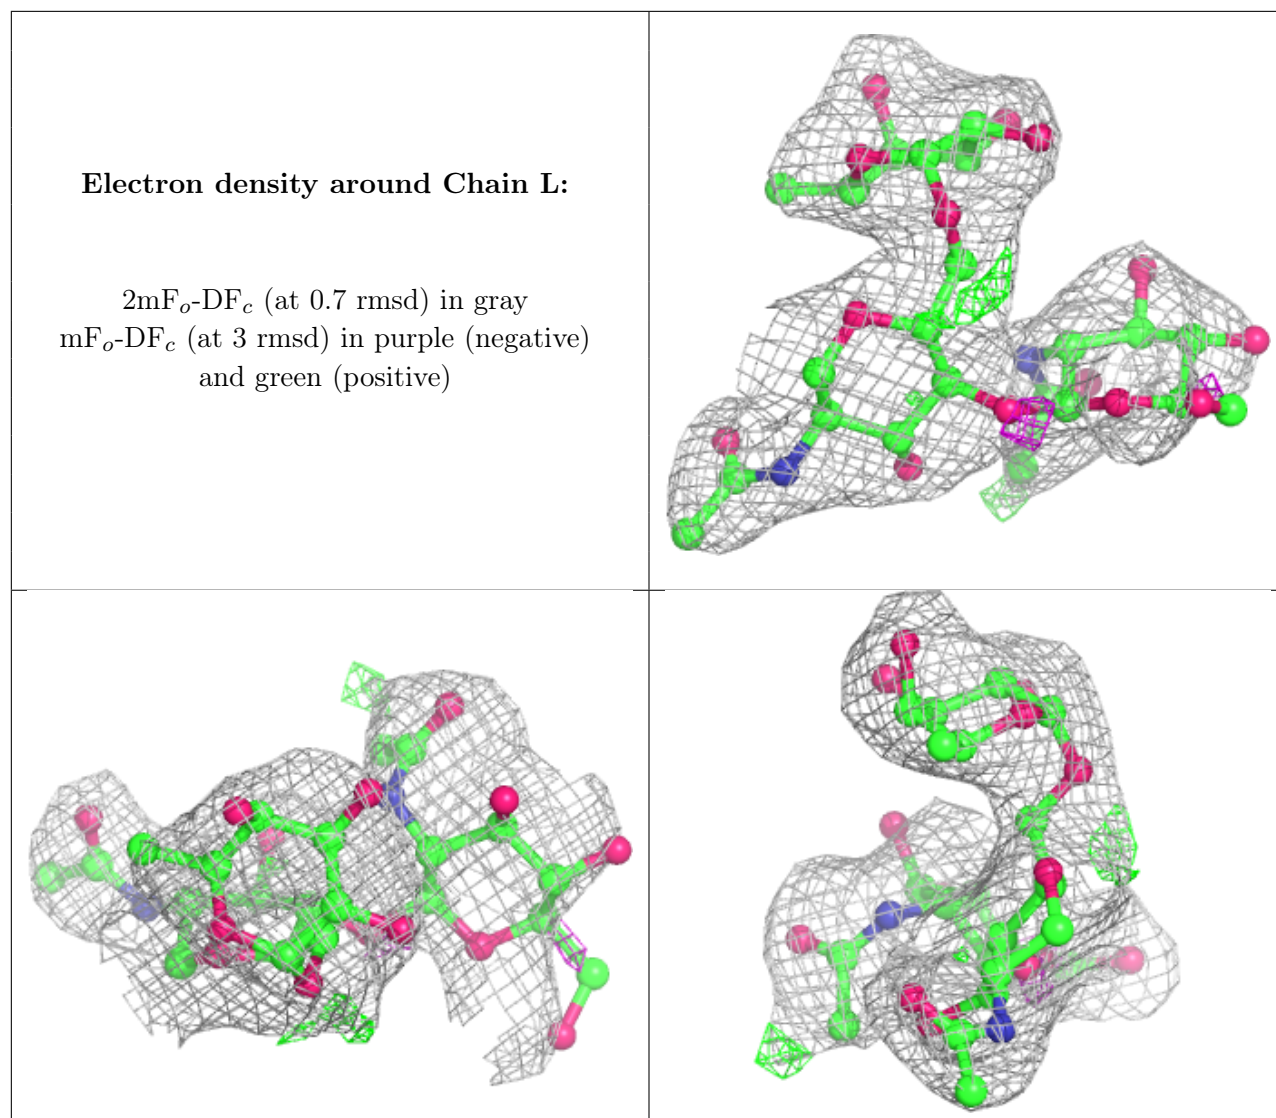 Electron density around Chain L:
2mFₒ-DF𝑐 (at 0.7 rmsd) in gray
mFₒ-DF𝑐 (at 3 rmsd) in purple (negative)
and green (positive)